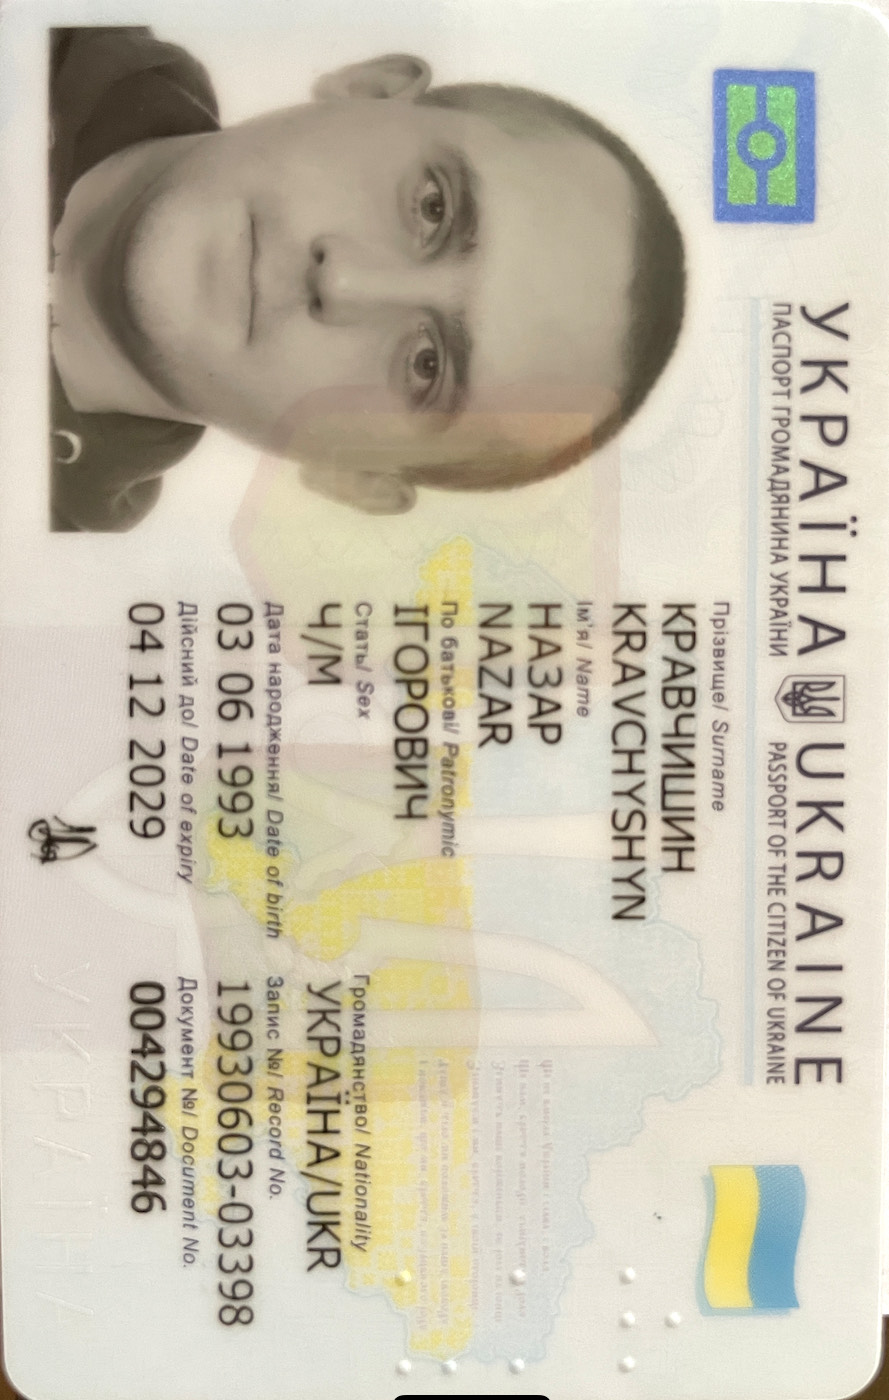 УКРАЇНА UKRAINE
ПАСПОРТ ГРОМАДЯНИНА УКРАЇНИ PASSPORT OF THE CITIZEN OF UKRAINE
Прізвище/ Surname
КРАВЧИШИН
KRAVCHYSHYN
Ім'я/ Name
НАЗАР
NAZAR
По батькові/ Patronymic
ІГОРОВИЧ
Стать/ Sex Громадянство/ Nationality
Ч/М УКРАЇНА/UKR
Дата народження/ Date of birth Запис №/ Record No.
03 06 1993 19930603-03398
Дійсний до/ Date of expiry Документ №/ Document No.
04 12 2029 004294846
УКРАЇНА